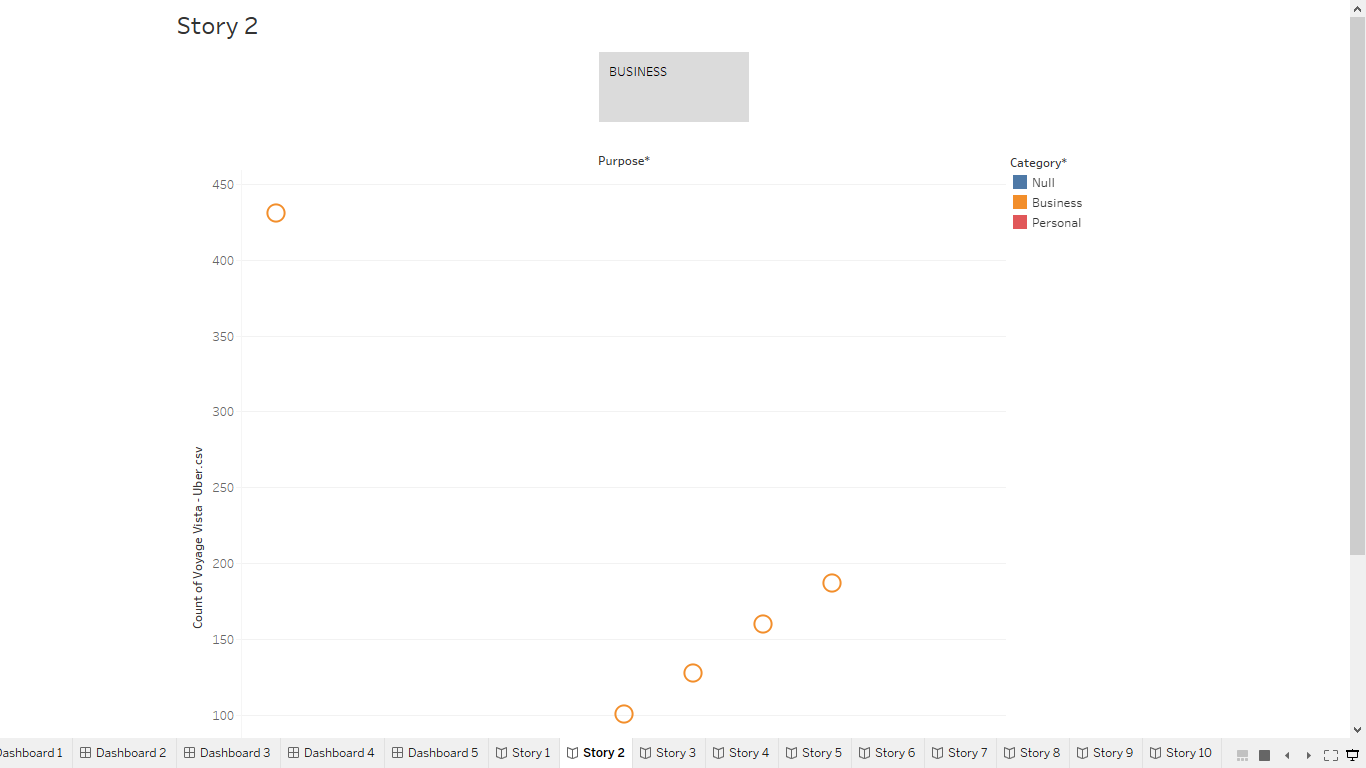 Story 2
BUSINESS
Purpose*
Category*
Null
Business
Personal
450
400
350
300
250
200
150
100
Count of Voyage Vista - Uber.csv
Dashboard 1
Dashboard 2
Dashboard 3
Dashboard 4
Dashboard 5
Story 1
Story 2
Story 3
Story 4
Story 5
Story 6
Story 7
Story 8
Story 9
Story 10